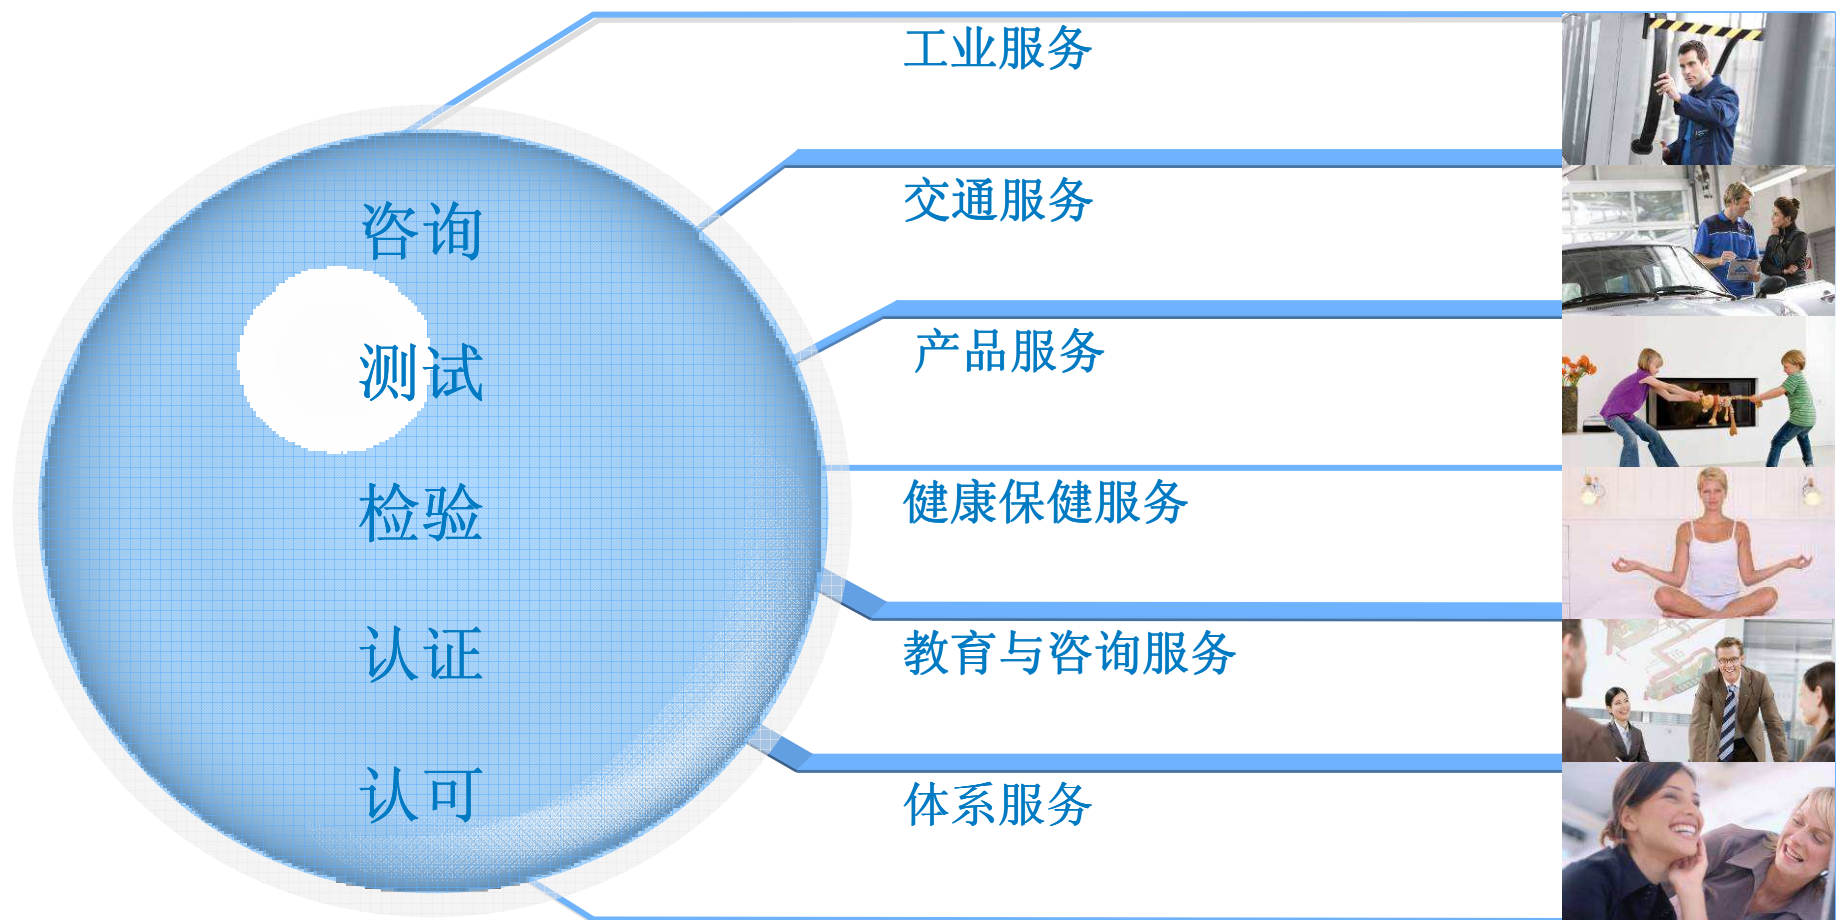 咨询
测试
检验
认证
认可
工业服务
交通服务
产品服务
健康保健服务
教育与咨询服务
体系服务